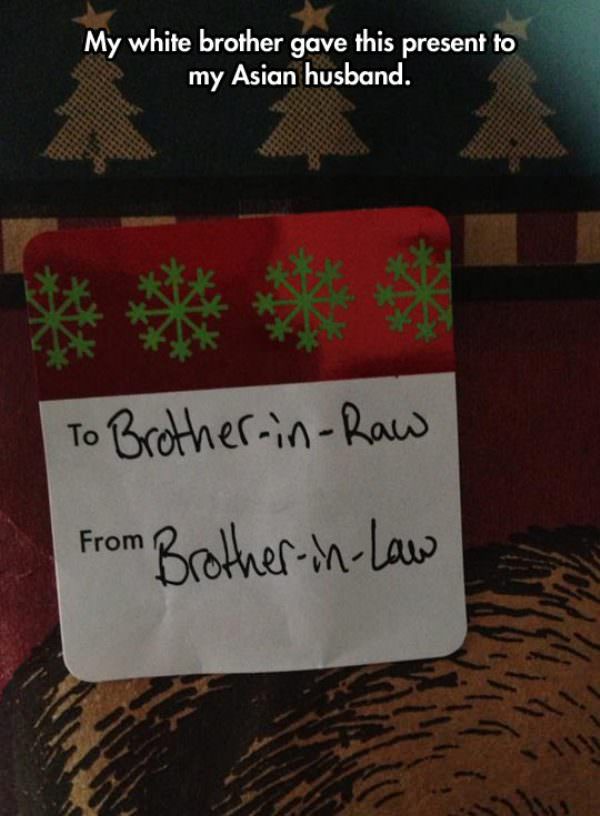 My white brother gave this present to
my Asian husband.
To Brother-in-Raw
From Brother-in-Law